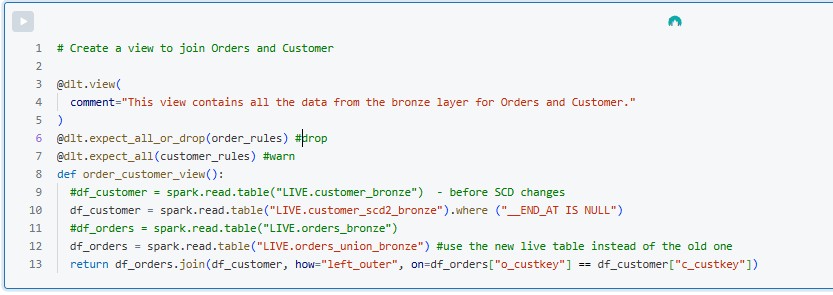 1 # Create a view to join Orders and Customer
2
3 @dlt.view(
4   comment="This view contains all the data from the bronze layer for Orders and Customer."
5 )
6 @dlt.expect_all_or_drop(order_rules) #drop
7 @dlt.expect_all(customer_rules) #warn
8 def order_customer_view():
9   #df_customer = spark.read.table("LIVE.customer_bronze")  - before SCD changes
10   df_customer = spark.read.table("LIVE.customer_scd2_bronze").where ("__END_AT IS NULL")
11   #df_orders = spark.read.table("LIVE.orders_bronze")
12   df_orders = spark.read.table("LIVE.orders_union_bronze") #use the new live table instead of the old one
13   return df_orders.join(df_customer, how="left_outer", on=df_orders["o_custkey"] == df_customer["c_custkey"])